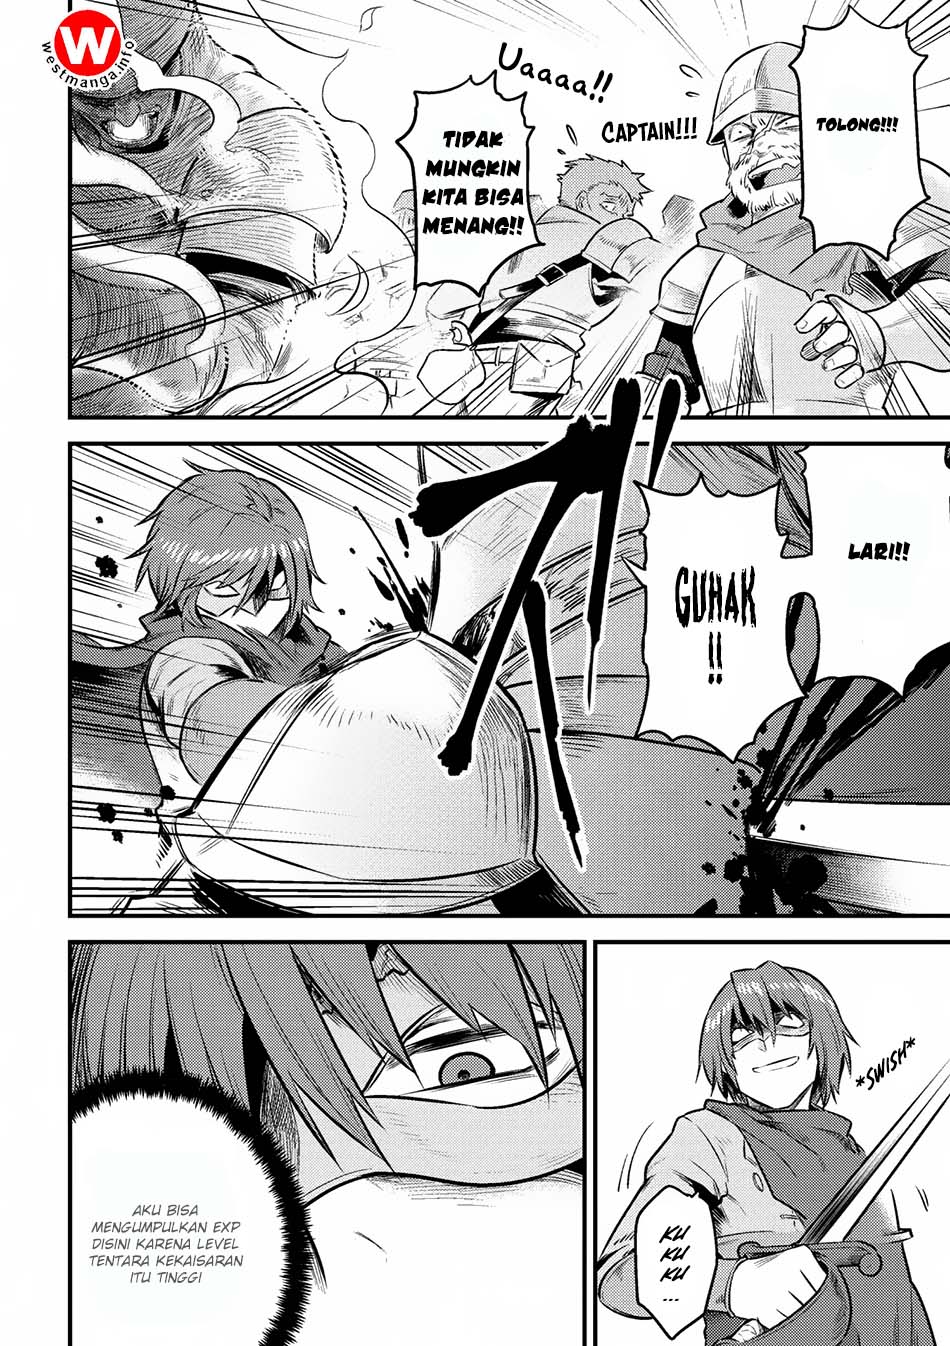 W
westmanga.info
TOLONG!!!
CAPTAIN!!!
Uaaaa!!
TIDAK
MUNGKIN
KITA BISA
MENANG!!
LARI!!
GUHAK
!!
*SWISH*
KU
KU
KU
...
AKU BISA
MENGUMPULKAN EXP
DISINI KARENA LEVEL
TENTARA KEKAISARAN
ITU TINGGI